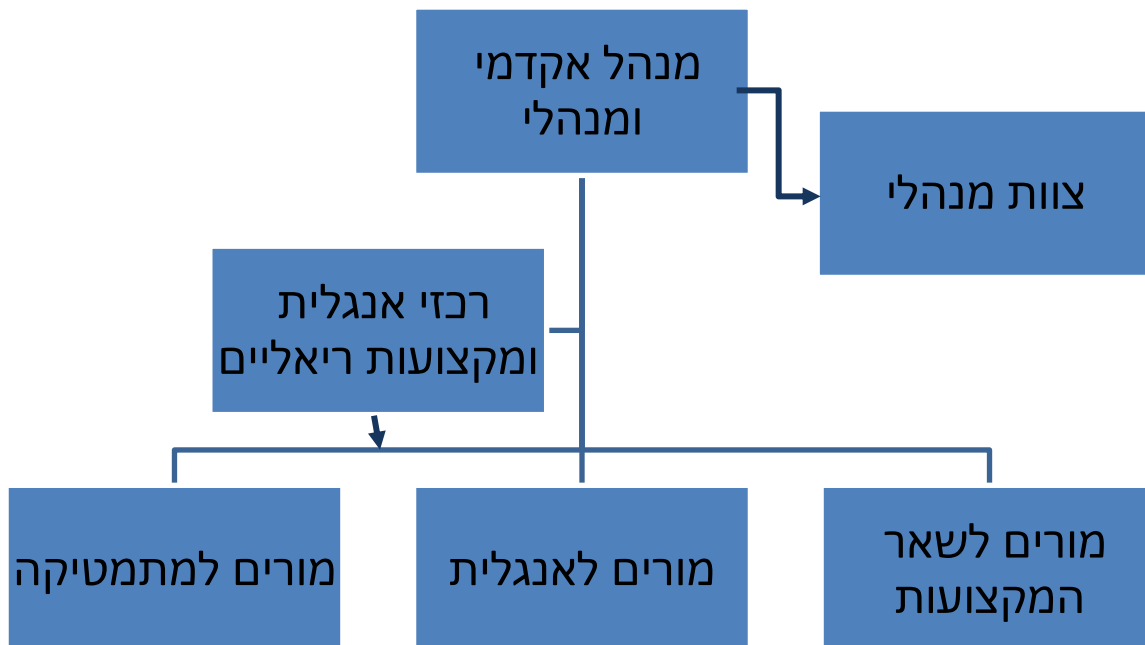 מנהל אקדמי
ומנהלי
צוות מנהלי
רכזי אנגלית
ומקצועות ריאליים
מורים לשאר
המקצועות
מורים לאנגלית
מורים למתמטיקה